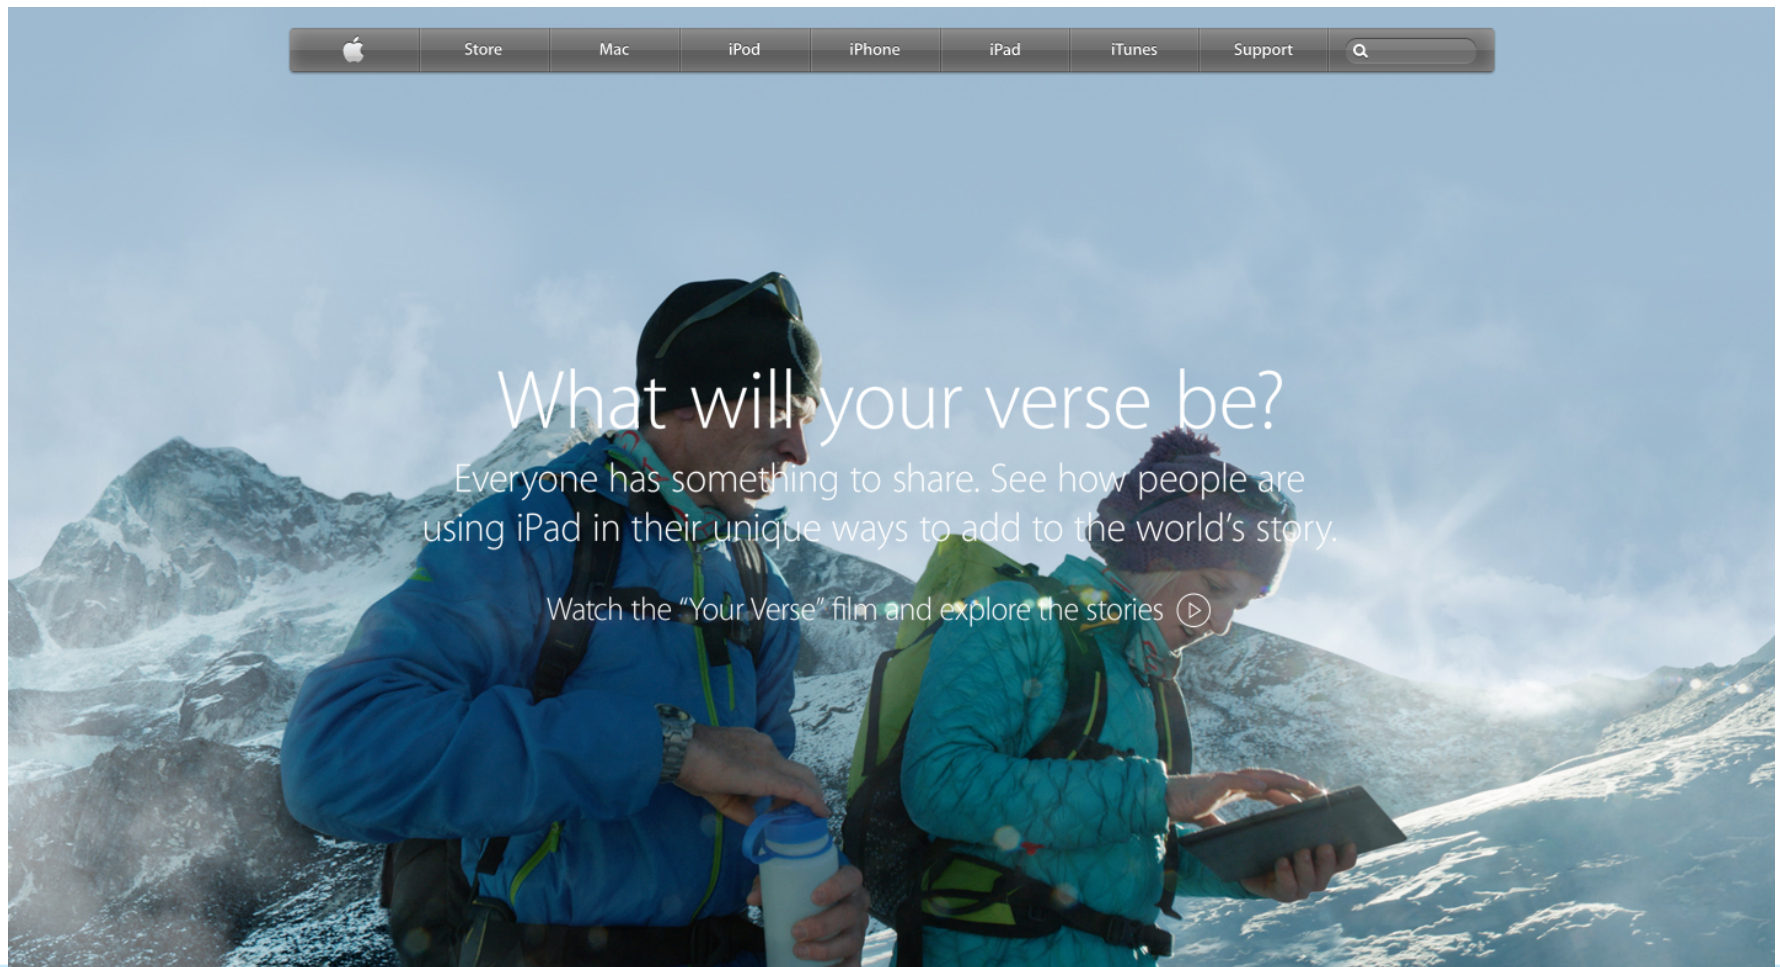 Store Mac iPod iPhone iPad iTunes Support
What will your verse be?
Everyone has something to share. See how people are
using iPad in their unique ways to add to the world’s story.
Watch the “Your Verse” film and explore the stories